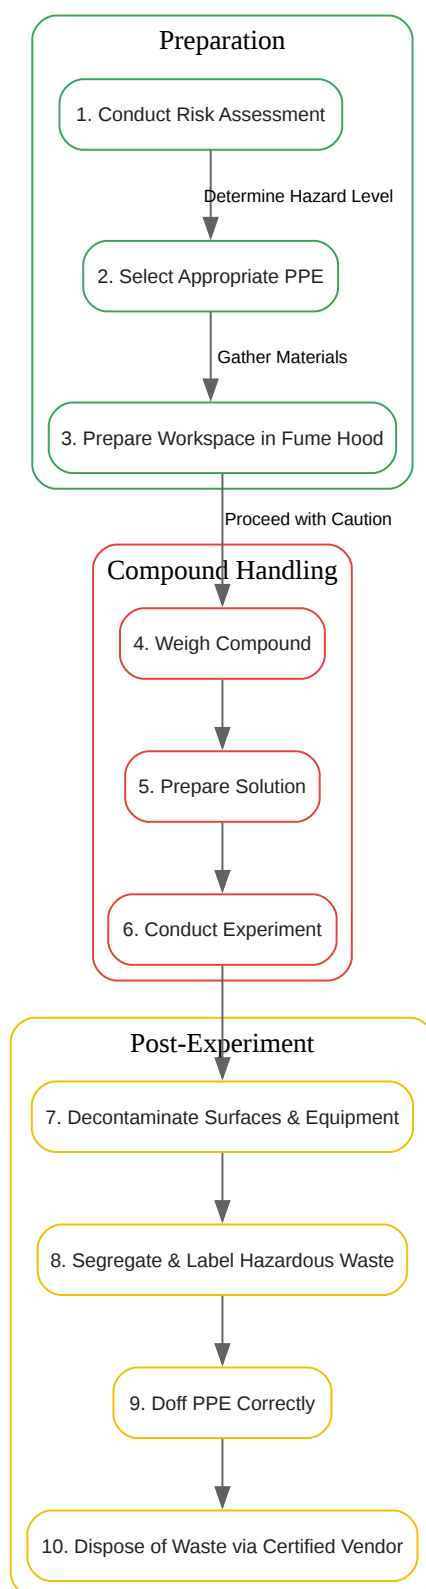 Preparation
1. Conduct Risk Assessment
Determine Hazard Level
2. Select Appropriate PPE
Gather Materials
3. Prepare Workspace in Fume Hood
Proceed with Caution
Compound Handling
4. Weigh Compound
5. Prepare Solution
6. Conduct Experiment
Post-Experiment
7. Decontaminate Surfaces & Equipment
8. Segregate & Label Hazardous Waste
9. Doff PPE Correctly
10. Dispose of Waste via Certified Vendor